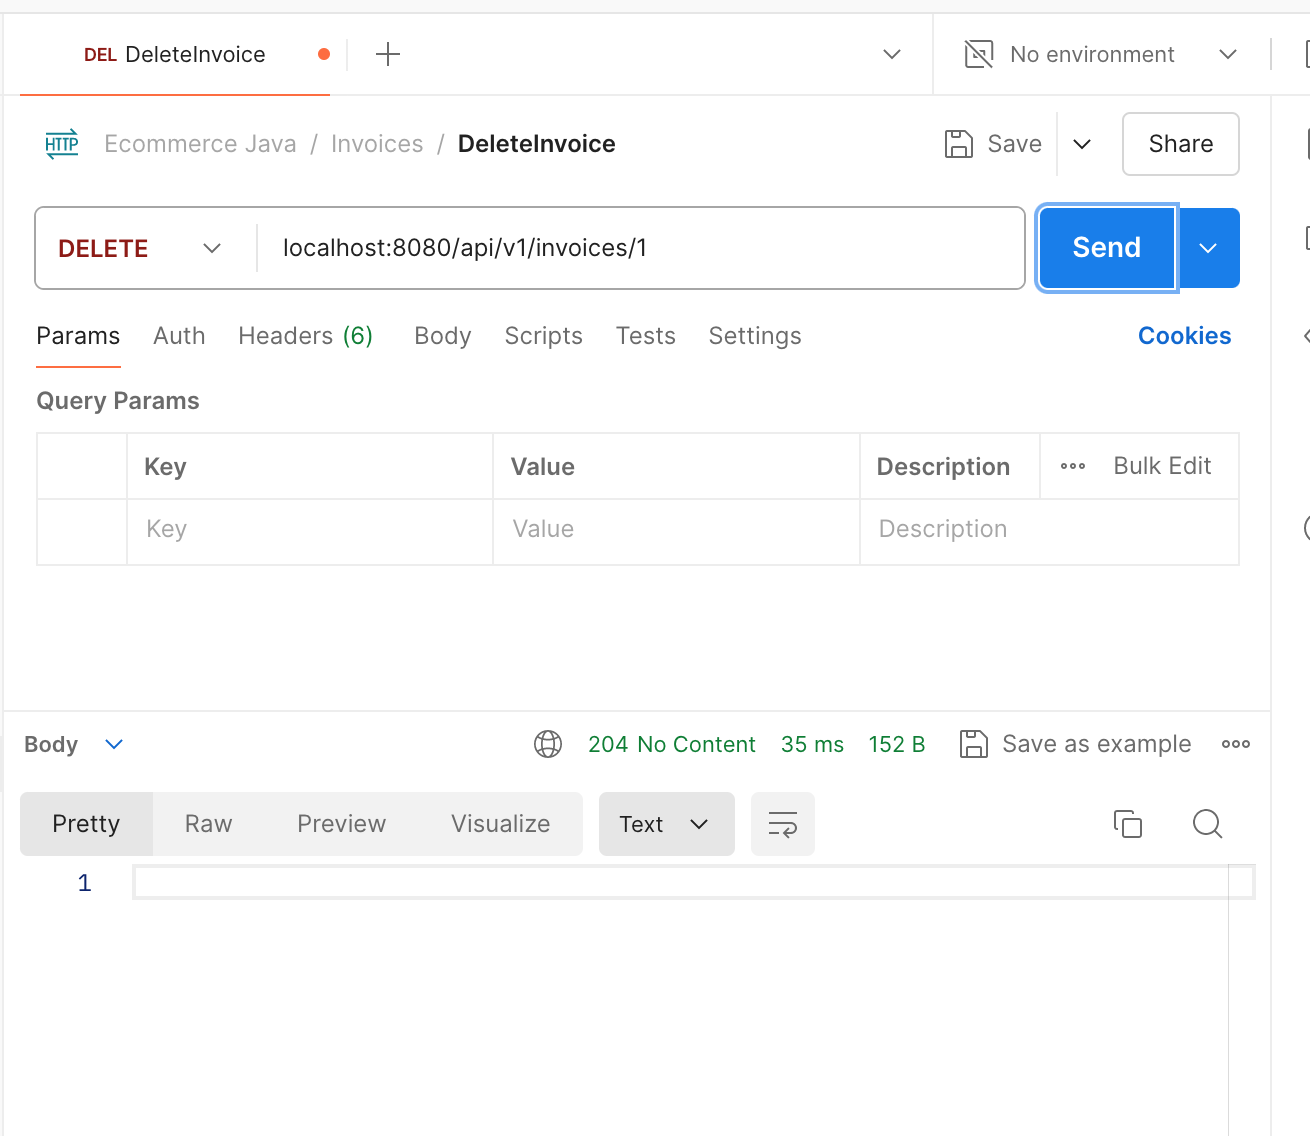 DEL DeleteInvoice
No environment
HTTP Ecommerce Java / Invoices / DeleteInvoice
Save
Share
DELETE
localhost:8080/api/v1/invoices/1
Send
Params Auth Headers (6) Body Scripts Tests Settings
Cookies
Query Params
Key Value Description Bulk Edit
Key Value Description
Body
204 No Content 35 ms 152 B Save as example
Pretty Raw Preview Visualize Text
1